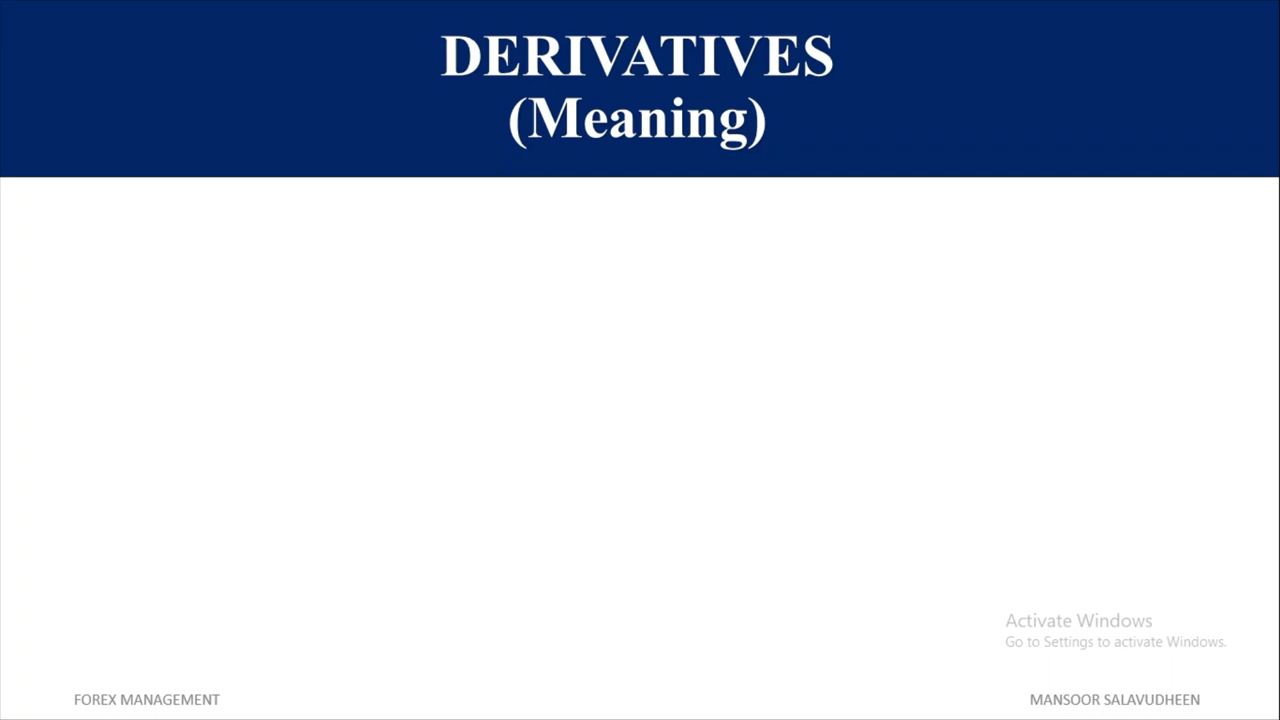 DERIVATIVES
(Meaning)
Activate Windows
Go to Settings to activate Windows.
FOREX MANAGEMENT
MANSOOR SALAVUDHEEN